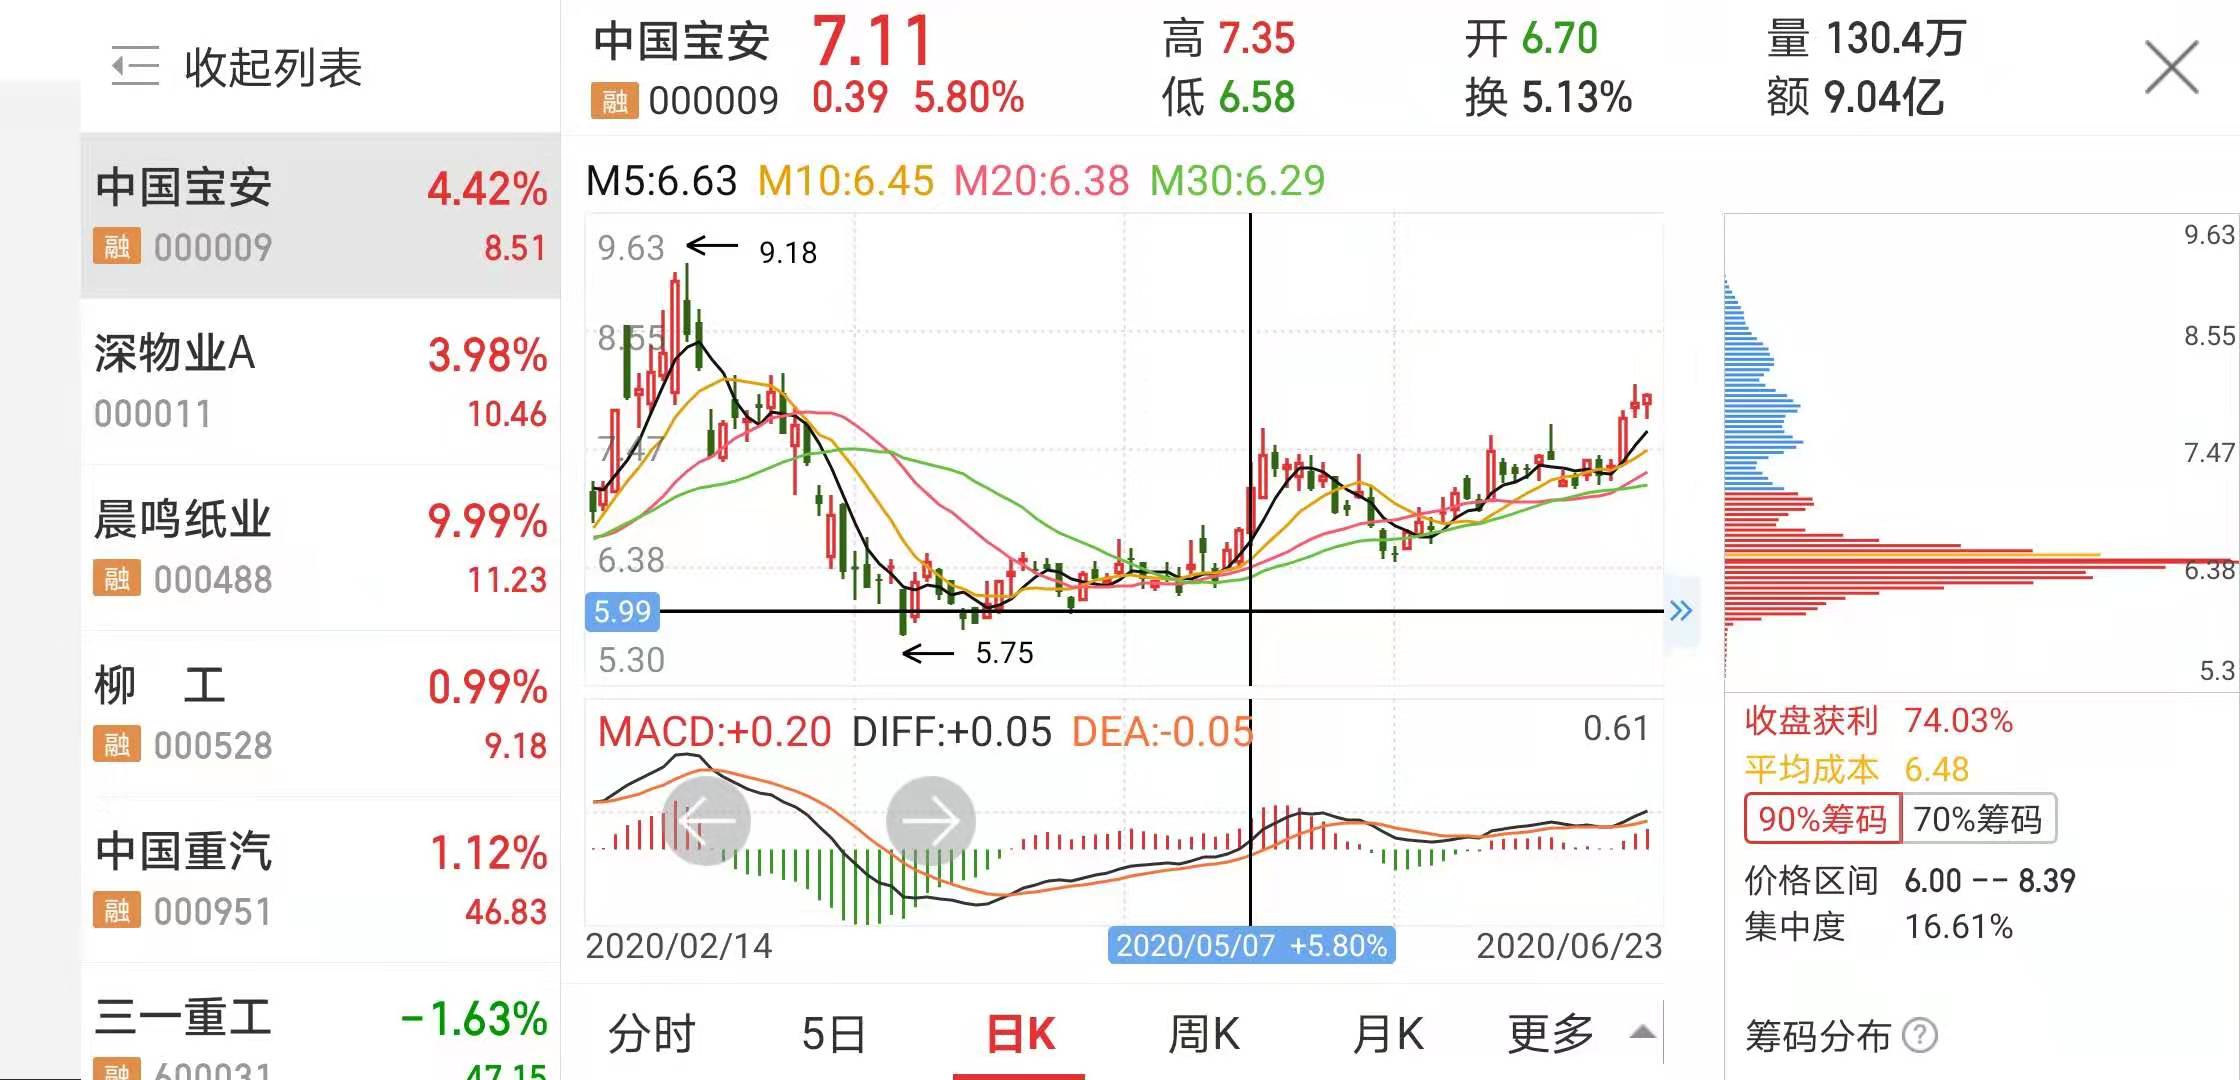 收起列表
中国宝安 4.42%
融 000009 8.51
深物业A 3.98%
000011 10.46
晨鸣纸业 9.99%
融 000488 11.23
柳 工 0.99%
融 000528 9.18
中国重汽 1.12%
融 000951 46.83
三一重工 -1.63%
融 600031 47.15
中国宝安 7.11 高 7.35 开 6.70 量 130.4万
融 000009 0.39 5.80% 低 6.58 换 5.13% 额 9.04亿
M5:6.63 M10:6.45 M20:6.38 M30:6.29
9.63
9.18
8.55
7.47
6.38
5.99
5.30
5.75
MACD:+0.20 DIFF:+0.05 DEA:-0.05 0.61
2020/02/14 2020/05/07 +5.80% 2020/06/23
分时 5日 日K 周K 月K 更多
9.63
8.55
7.47
6.38
5.3
收盘获利 74.03%
平均成本 6.48
90%筹码 70%筹码
价格区间 6.00 -- 8.39
集中度 16.61%
筹码分布 ?